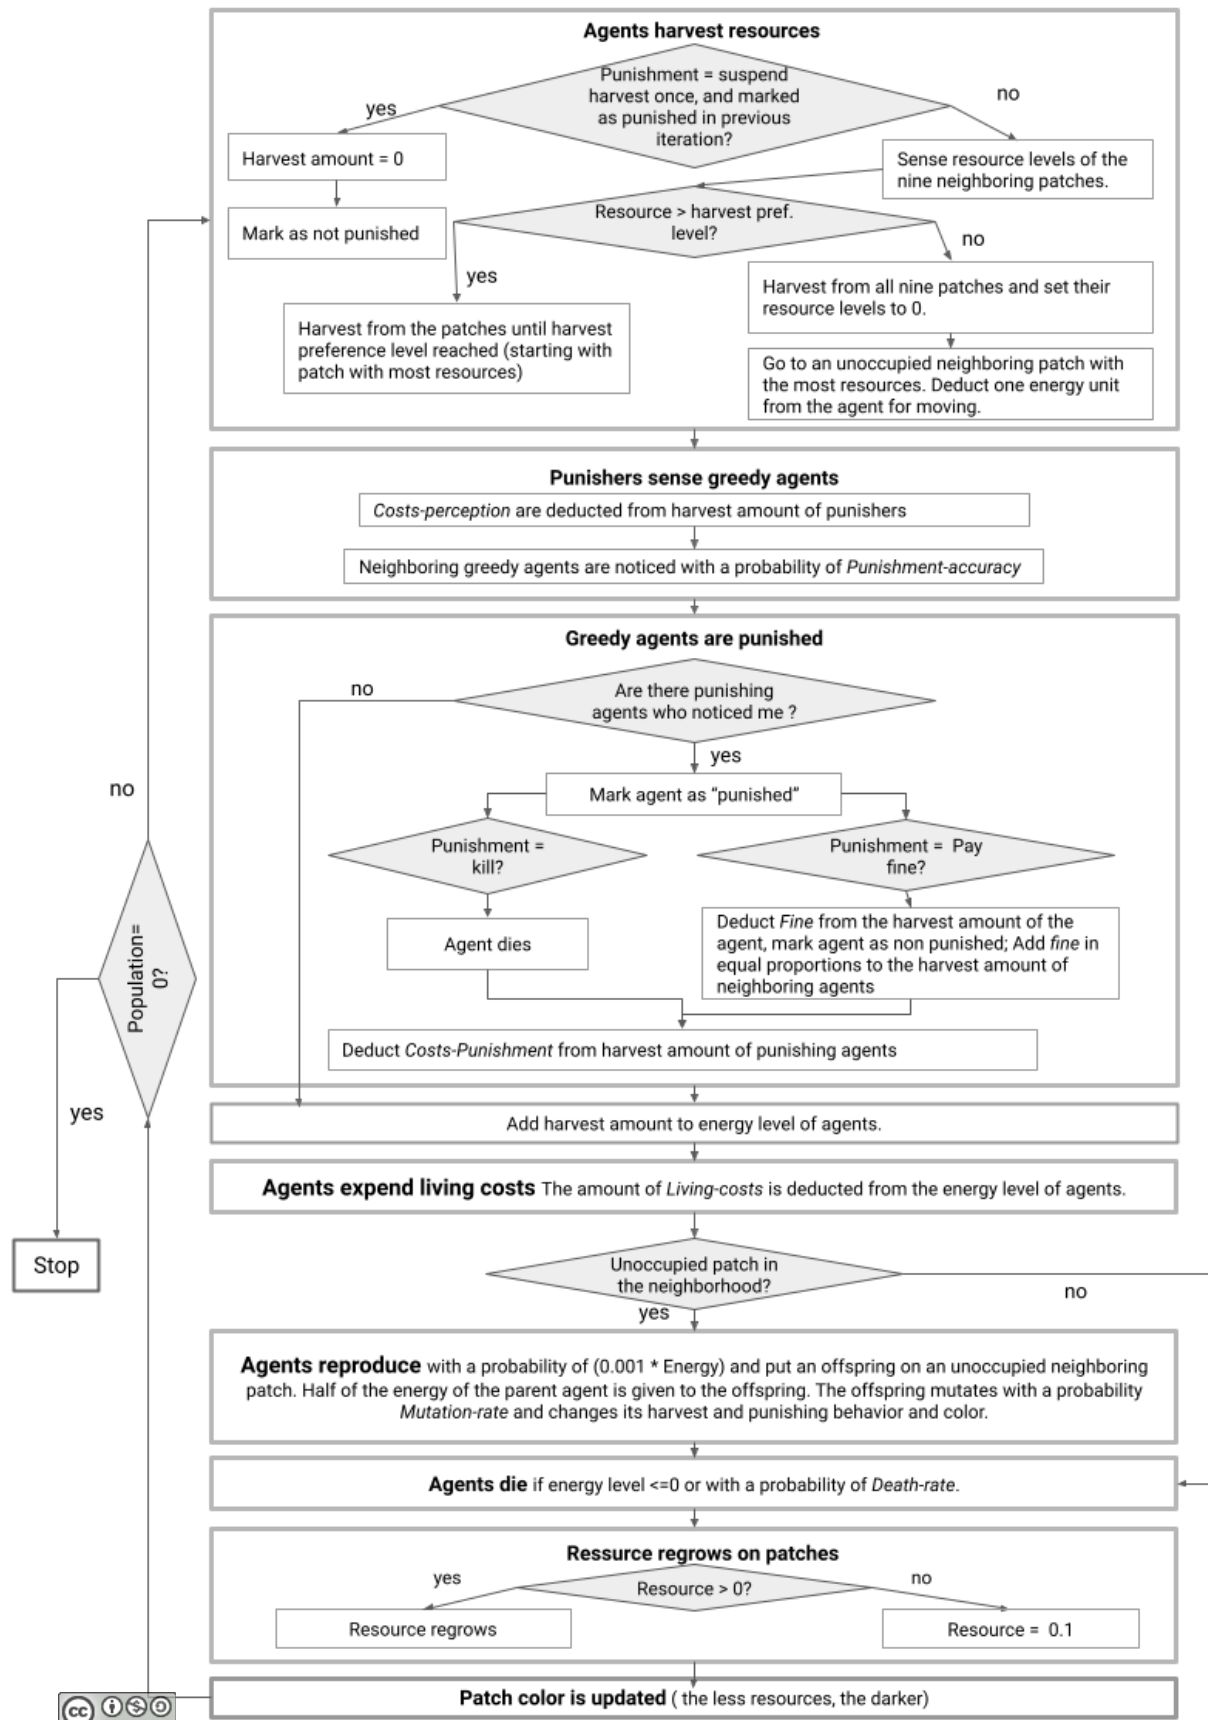 Agents harvest resources
Punishment = suspend
harvest once, and marked
as punished in previous
iteration?
yes
no
Harvest amount = 0
Sense resource levels of the
nine neighboring patches.
Mark as not punished
Resource > harvest pref.
level?
no
yes
Harvest from all nine patches and set their
resource levels to 0.
Harvest from the patches until harvest
preference level reached (starting with
patch with most resources)
Go to an unoccupied neighboring patch with
the most resources. Deduct one energy unit
from the agent for moving.
Punishers sense greedy agents
Costs-perception are deducted from harvest amount of punishers
Neighboring greedy agents are noticed with a probability of Punishment-accuracy
Greedy agents are punished
Are there punishing
agents who noticed me ?
no
yes
Mark agent as “punished”
Punishment =
kill?
Punishment = Pay
fine?
Agent dies
Deduct Fine from the harvest amount of the
agent, mark agent as non punished; Add fine in
equal proportions to the harvest amount of
neighboring agents
Deduct Costs-Punishment from harvest amount of punishing agents
no
Population=
0?
yes
Stop
Add harvest amount to energy level of agents.
Agents expend living costs The amount of Living-costs is deducted from the energy level of agents.
Unoccupied patch in
the neighborhood?
no
yes
Agents reproduce with a probability of (0.001 * Energy) and put an offspring on an unoccupied neighboring
patch. Half of the energy of the parent agent is given to the offspring. The offspring mutates with a probability
Mutation-rate and changes its harvest and punishing behavior and color.
Agents die if energy level <=0 or with a probability of Death-rate.
Ressource regrows on patches
yes
no
Resource > 0?
Resource regrows
Resource = 0.1
Patch color is updated ( the less resources, the darker)
cc